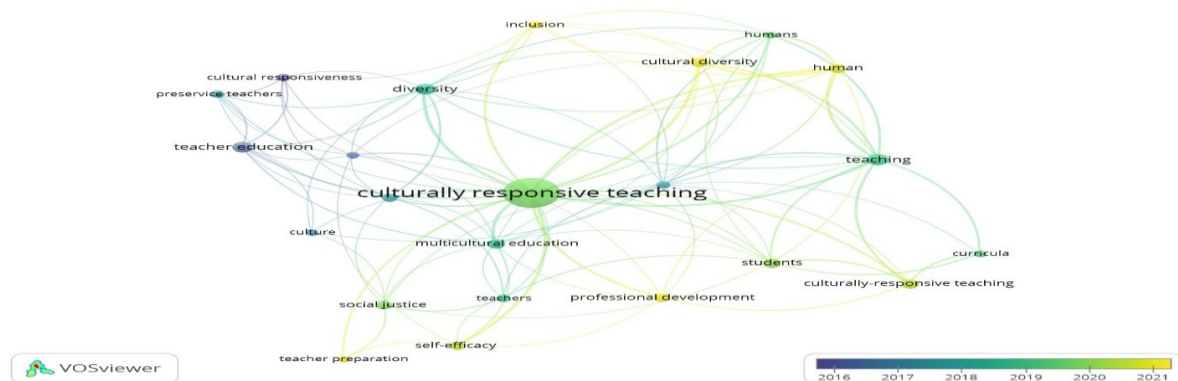 inclusion
humans
cultural diversity
human
cultural responsiveness
diversity
preservice teachers
teacher education
teaching
culturally responsive teaching
culture
multicultural education
curricula
students
culturally-responsive teaching
teachers
professional development
social justice
self-efficacy
teacher preparation
VOSviewer
2016 2017 2018 2019 2020 2021